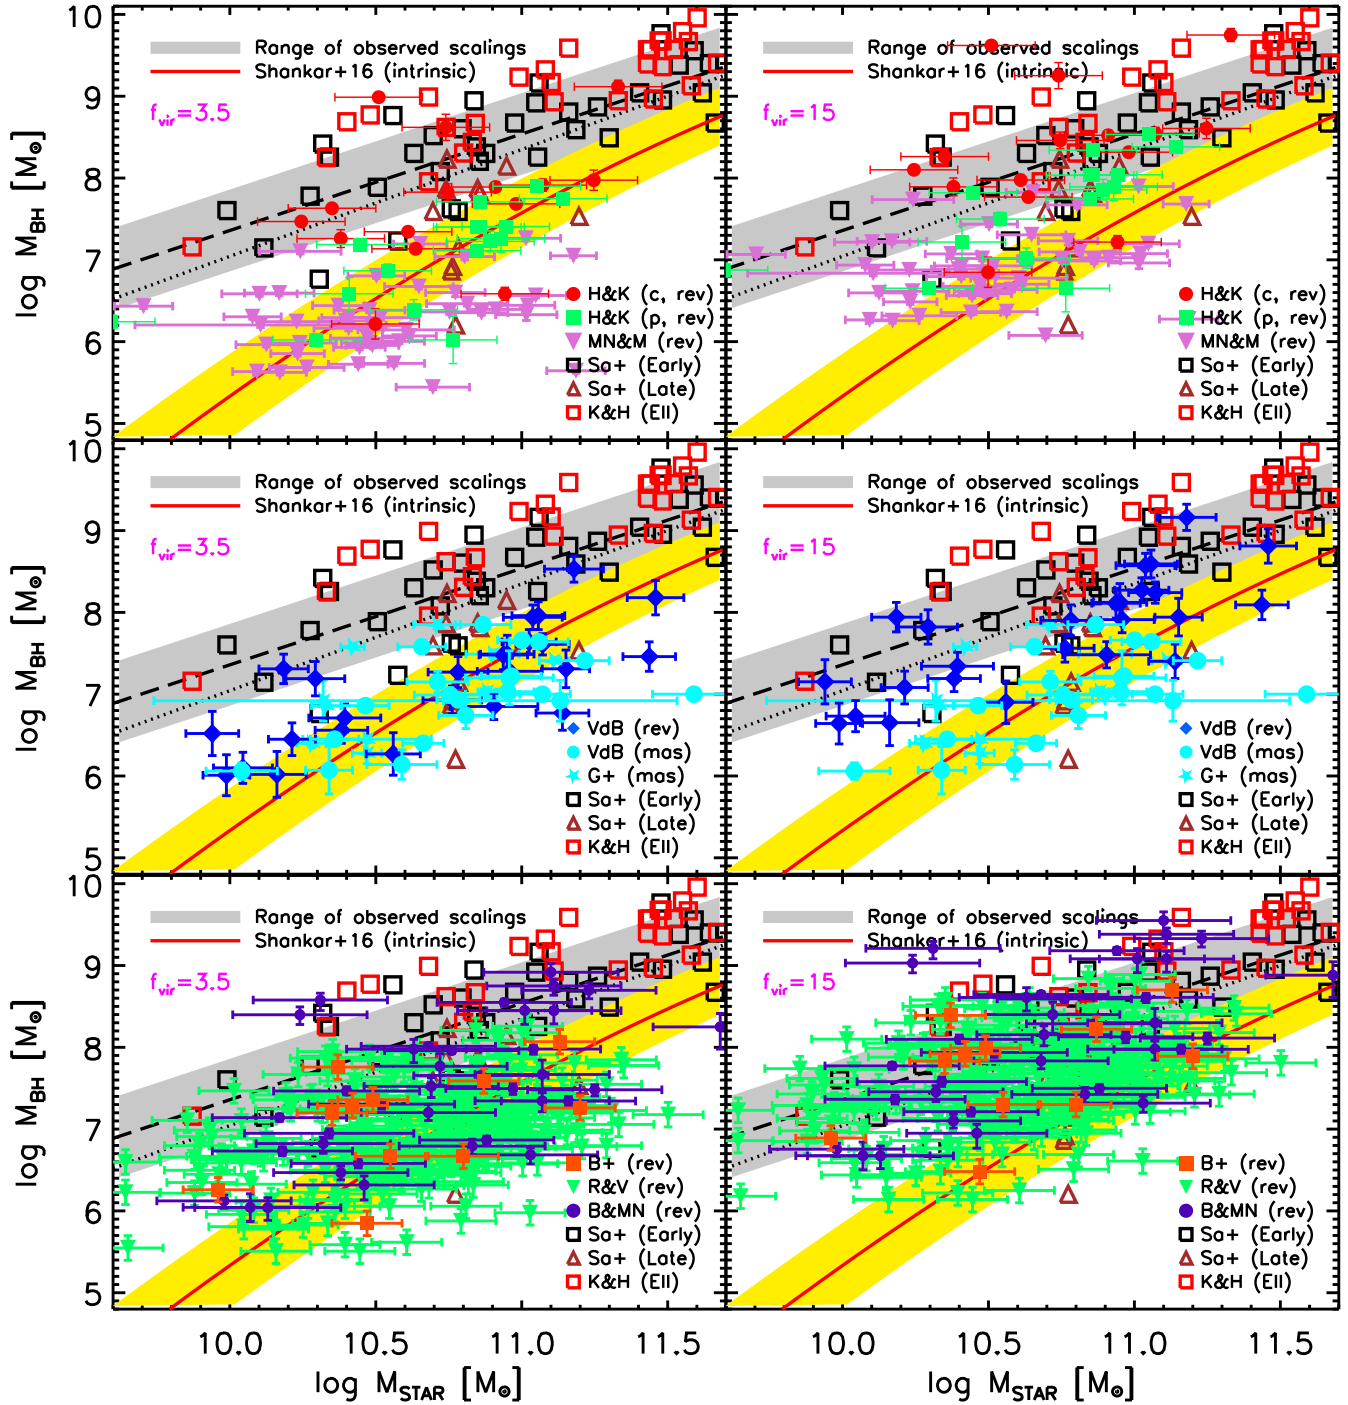 Range of observed scalings
Shankar+16 (intrinsic)
f_vir=3.5
H&K (c, rev)
H&K (p, rev)
MN&M (rev)
Sa+ (Early)
Sa+ (Late)
K&H (Ell)
10
9
8
7
6
5
log M_BH [M_⊙]
Range of observed scalings
Shankar+16 (intrinsic)
f_vir=15
H&K (c, rev)
H&K (p, rev)
MN&M (rev)
Sa+ (Early)
Sa+ (Late)
K&H (Ell)
Range of observed scalings
Shankar+16 (intrinsic)
f_vir=3.5
VdB (rev)
VdB (mas)
G+ (mas)
Sa+ (Early)
Sa+ (Late)
K&H (Ell)
10
9
8
7
6
5
log M_BH [M_⊙]
Range of observed scalings
Shankar+16 (intrinsic)
f_vir=15
VdB (rev)
VdB (mas)
G+ (mas)
Sa+ (Early)
Sa+ (Late)
K&H (Ell)
Range of observed scalings
Shankar+16 (intrinsic)
f_vir=3.5
B+ (rev)
R&V (rev)
B&MN (rev)
Sa+ (Early)
Sa+ (Late)
K&H (Ell)
10
9
8
7
6
5
log M_BH [M_⊙]
Range of observed scalings
Shankar+16 (intrinsic)
f_vir=15
B+ (rev)
R&V (rev)
B&MN (rev)
Sa+ (Early)
Sa+ (Late)
K&H (Ell)
10.0 10.5 11.0 11.5
log M_STAR [M_⊙]
10.0 10.5 11.0 11.5
log M_STAR [M_⊙]